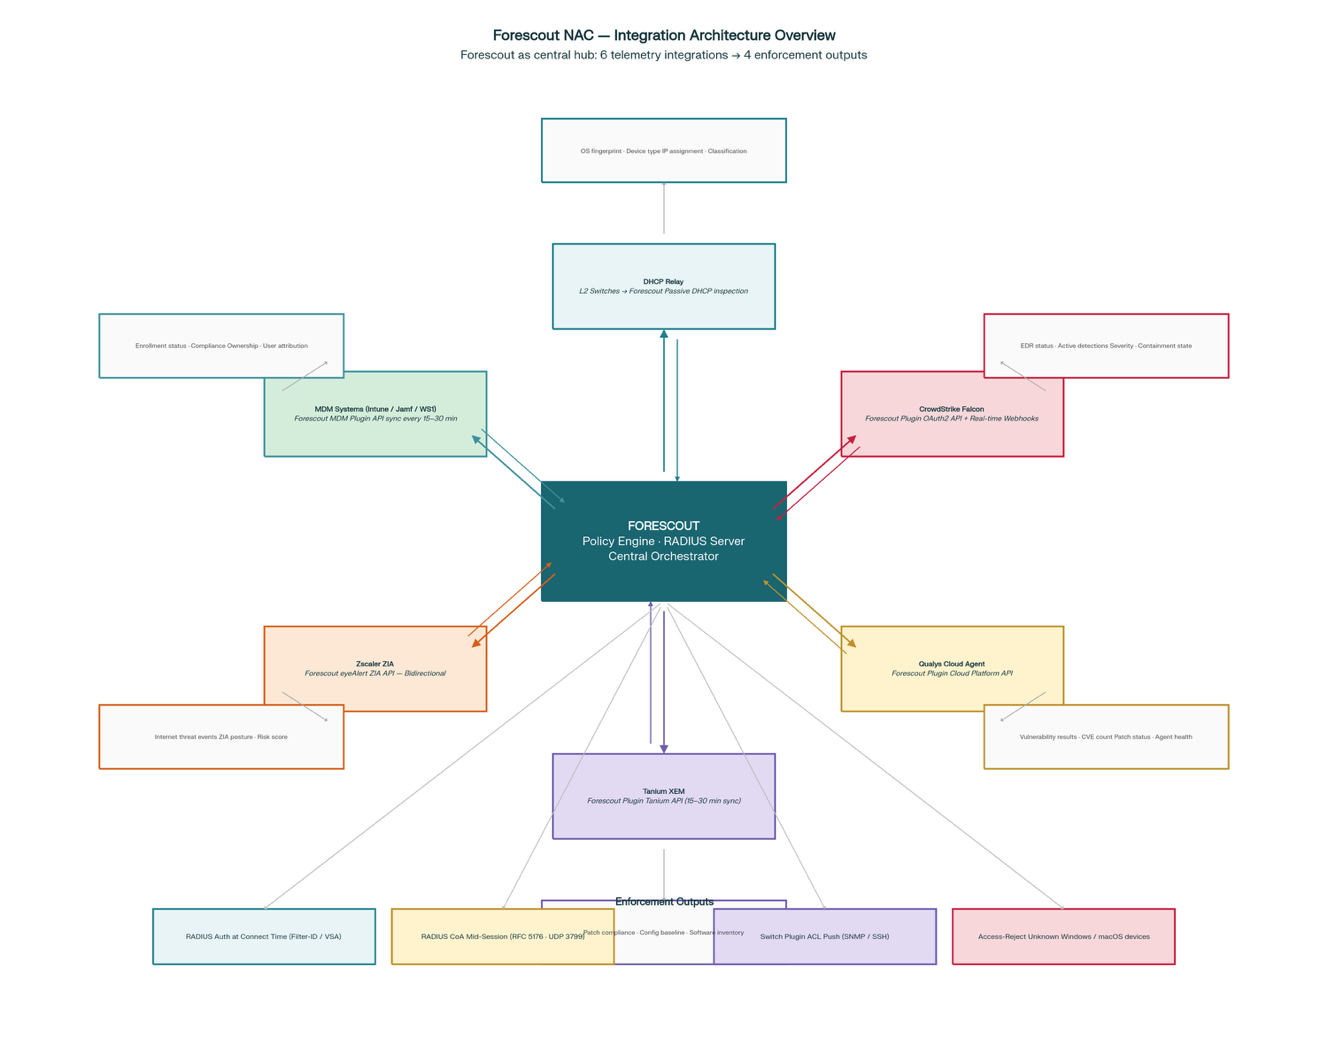 Forescout NAC — Integration Architecture Overview
Forescout as central hub: 6 telemetry integrations → 4 enforcement outputs
OS fingerprint · Device type IP assignment · Classification
DHCP Relay
L2 Switches → Forescout Passive DHCP inspection
Enrollment status · Compliance Ownership · User attribution
EDR status · Active detections Severity · Containment state
MDM Systems (Intune / Jamf / WS1)
Forescout MDM Plugin API sync every 15–30 min
CrowdStrike Falcon
Forescout Plugin OAuth2 API + Real-time Webhooks
FORESCOUT
Policy Engine · RADIUS Server
Central Orchestrator
Zscaler ZIA
Forescout eyeAlert ZIA API — Bidirectional
Qualys Cloud Agent
Forescout Plugin Cloud Platform API
Internet threat events ZIA posture · Risk score
Vulnerability results · CVE count Patch status · Agent health
Tanium XEM
Forescout Plugin Tanium API (15–30 min sync)
Enforcement Outputs
RADIUS Auth at Connect Time (Filter-ID / VSA)
RADIUS CoA Mid-Session (RFC 5176 · UDP 3799)
Patch compliance · Config baseline · Software inventory
Switch Plugin ACL Push (SNMP / SSH)
Access-Reject Unknown Windows / macOS devices